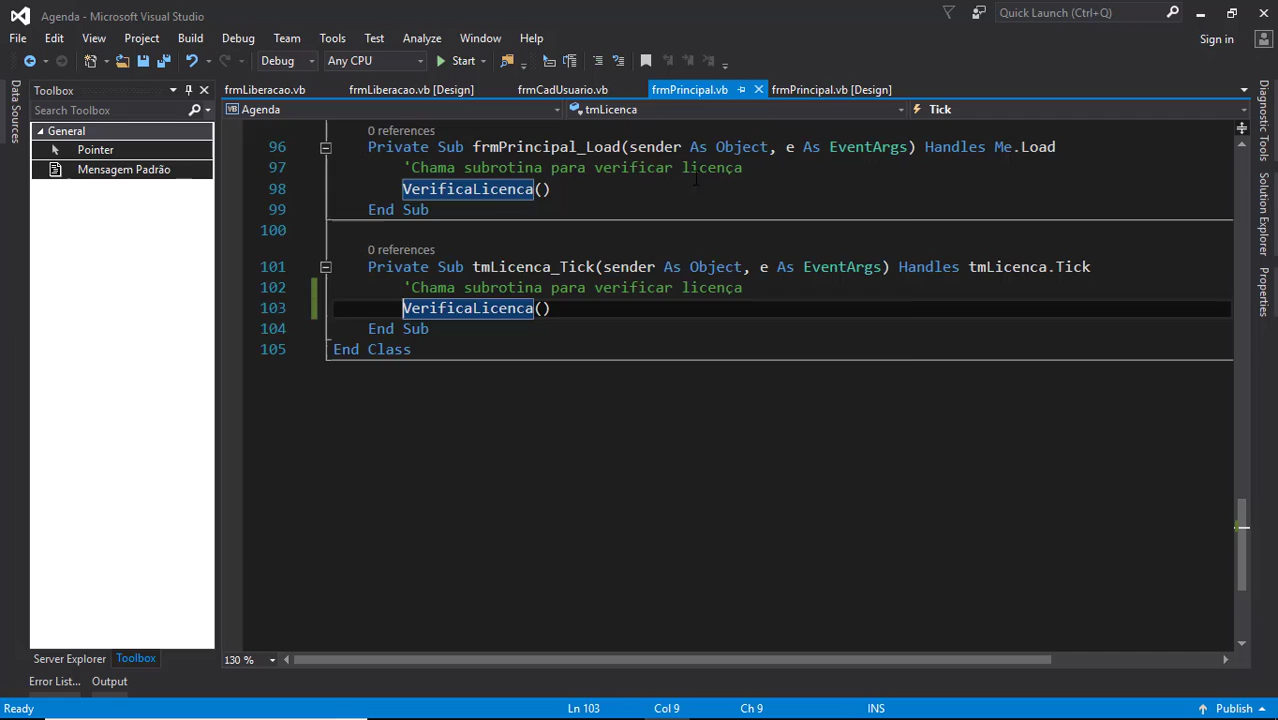 Agenda - Microsoft Visual Studio
Quick Launch (Ctrl+Q)
File Edit View Project Build Debug Team Tools Test Analyze Window Help
Sign in
Debug Any CPU Start
Data Sources
Toolbox
Search Toolbox
General
Pointer
Mensagem Padrão
frmLiberacao.vb frmLiberacao.vb [Design] frmCadUsuario.vb frmPrincipal.vb frmPrincipal.vb [Design]
VB Agenda tmLicenca Tick
0 references
96 Private Sub frmPrincipal_Load(sender As Object, e As EventArgs) Handles Me.Load
97 'Chama subrotina para verificar licença
98 VerificaLicenca()
99 End Sub
100
0 references
101 Private Sub tmLicenca_Tick(sender As Object, e As EventArgs) Handles tmLicenca.Tick
102 'Chama subrotina para verificar licença
103 VerificaLicenca()
104 End Sub
105 End Class
Diagnostic Tools
Solution Explorer
Properties
130 %
Server Explorer Toolbox
Error List... Output
Ready Ln 103 Col 9 Ch 9 INS Publish